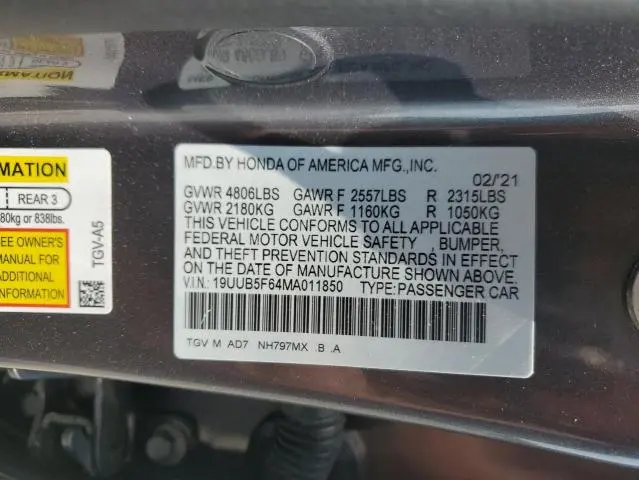 MATION
REAR 3
80kg or 838lbs.
EE OWNER'S
MANUAL FOR
ADDITIONAL
INFORMATION
TGV-A5
MFD.BY HONDA OF AMERICA MFG.,INC.
02/'21
GVWR 4806LBS GAWR F 2557LBS R 2315LBS
GVWR 2180KG GAWR F 1160KG R 1050KG
THIS VEHICLE CONFORMS TO ALL APPLICABLE
FEDERAL MOTOR VEHICLE SAFETY , BUMPER,
AND THEFT PREVENTION STANDARDS IN EFFECT
ON THE DATE OF MANUFACTURE SHOWN ABOVE.
V.I.N: 19UUB5F64MA011850 TYPE:PASSENGER CAR
TGV M AD7 NH797MX .B .A